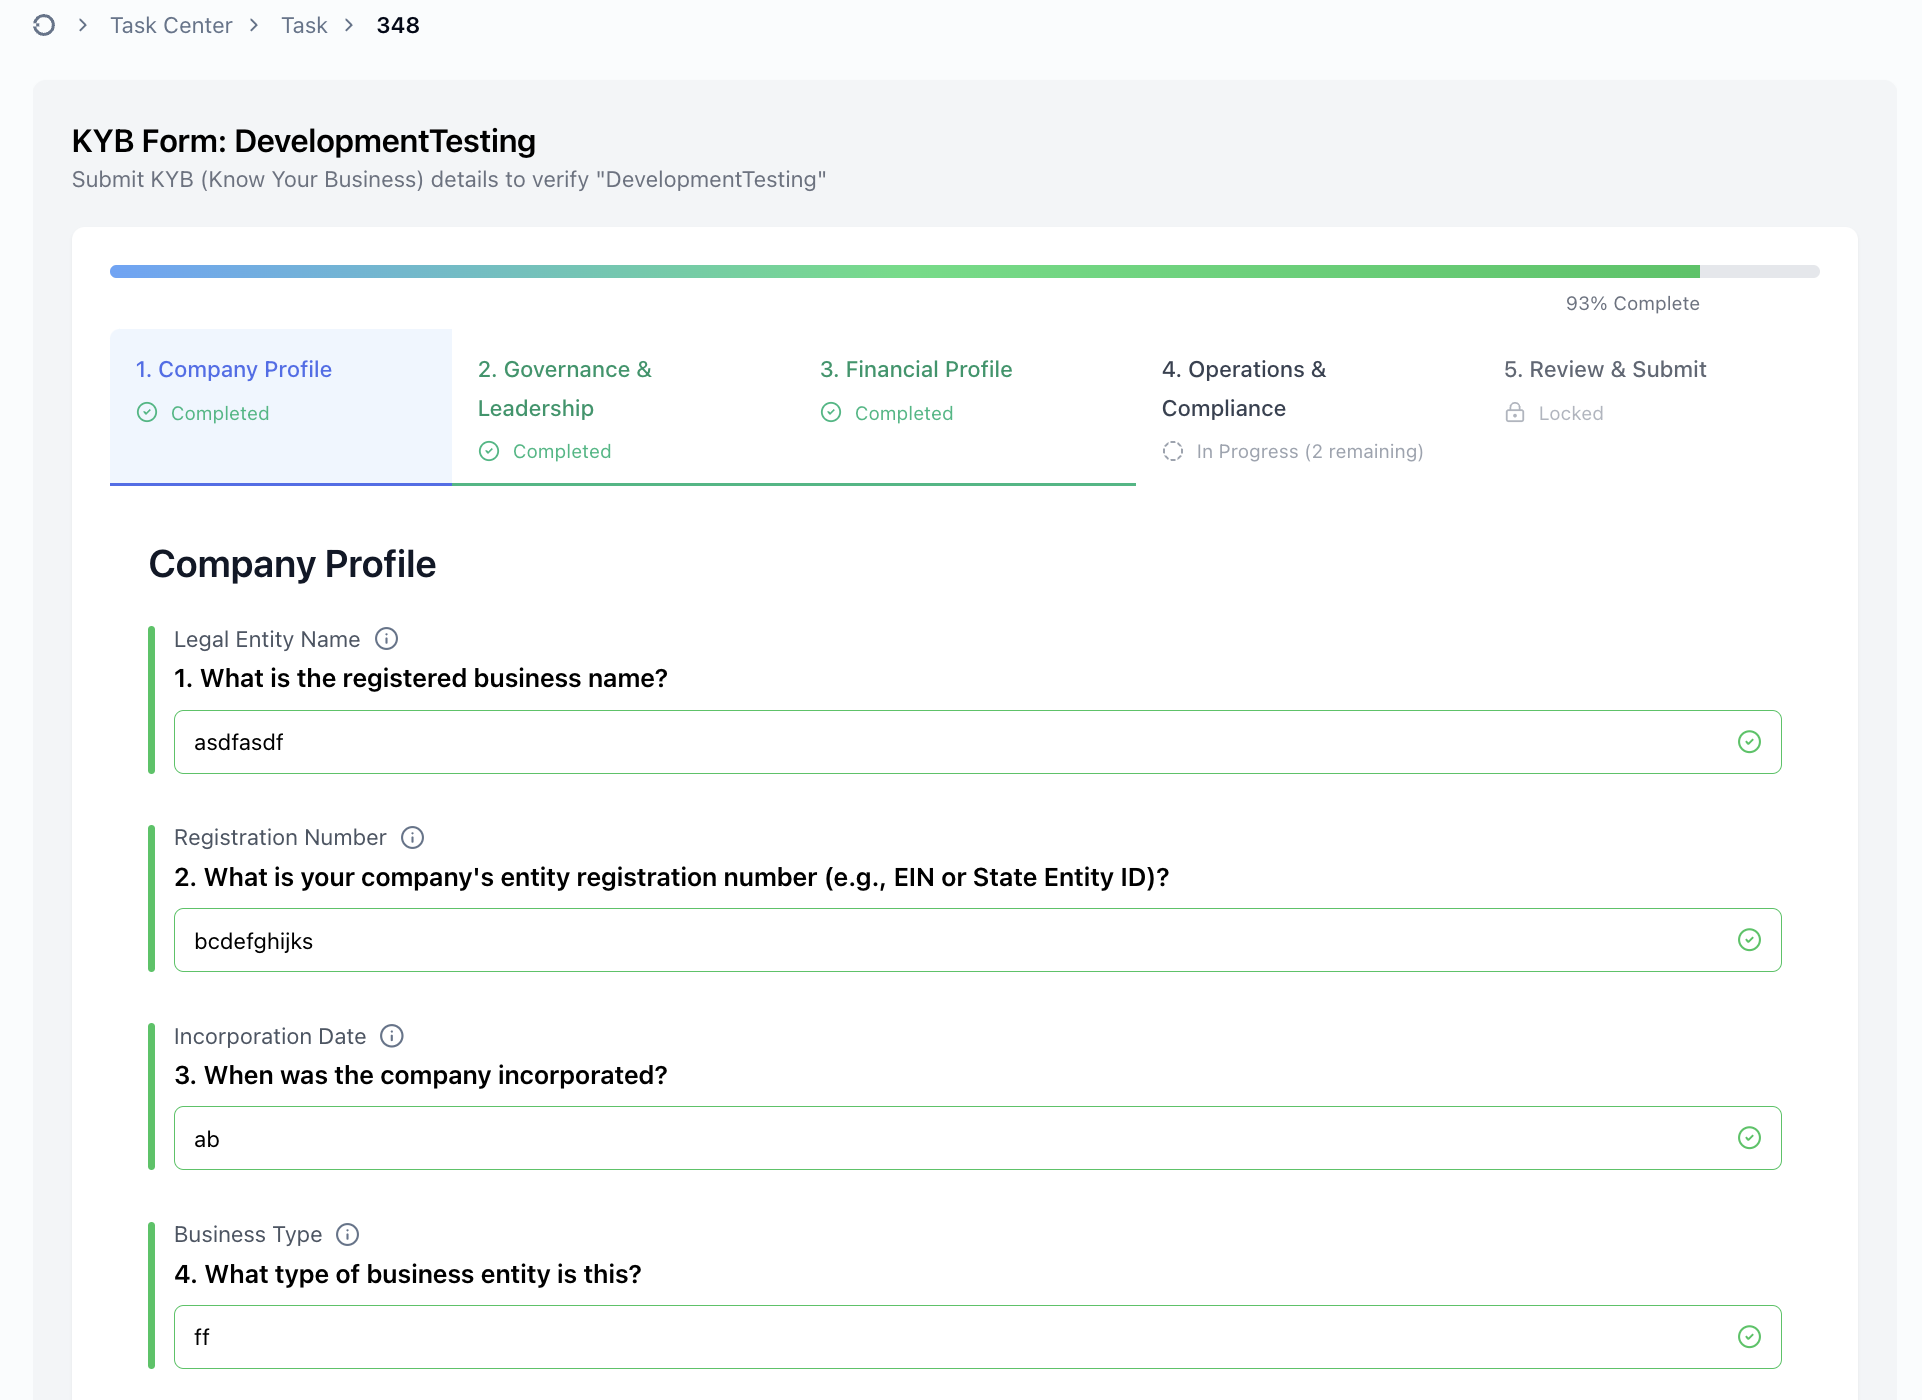 Task Center > Task > 348
KYB Form: DevelopmentTesting
Submit KYB (Know Your Business) details to verify "DevelopmentTesting"
93% Complete
1. Company Profile
Completed
2. Governance &
Leadership
Completed
3. Financial Profile
Completed
4. Operations &
Compliance
In Progress (2 remaining)
5. Review & Submit
Locked
Company Profile
Legal Entity Name
1. What is the registered business name?
asdfasdf
Registration Number
2. What is your company's entity registration number (e.g., EIN or State Entity ID)?
bcdefghijks
Incorporation Date
3. When was the company incorporated?
ab
Business Type
4. What type of business entity is this?
ff